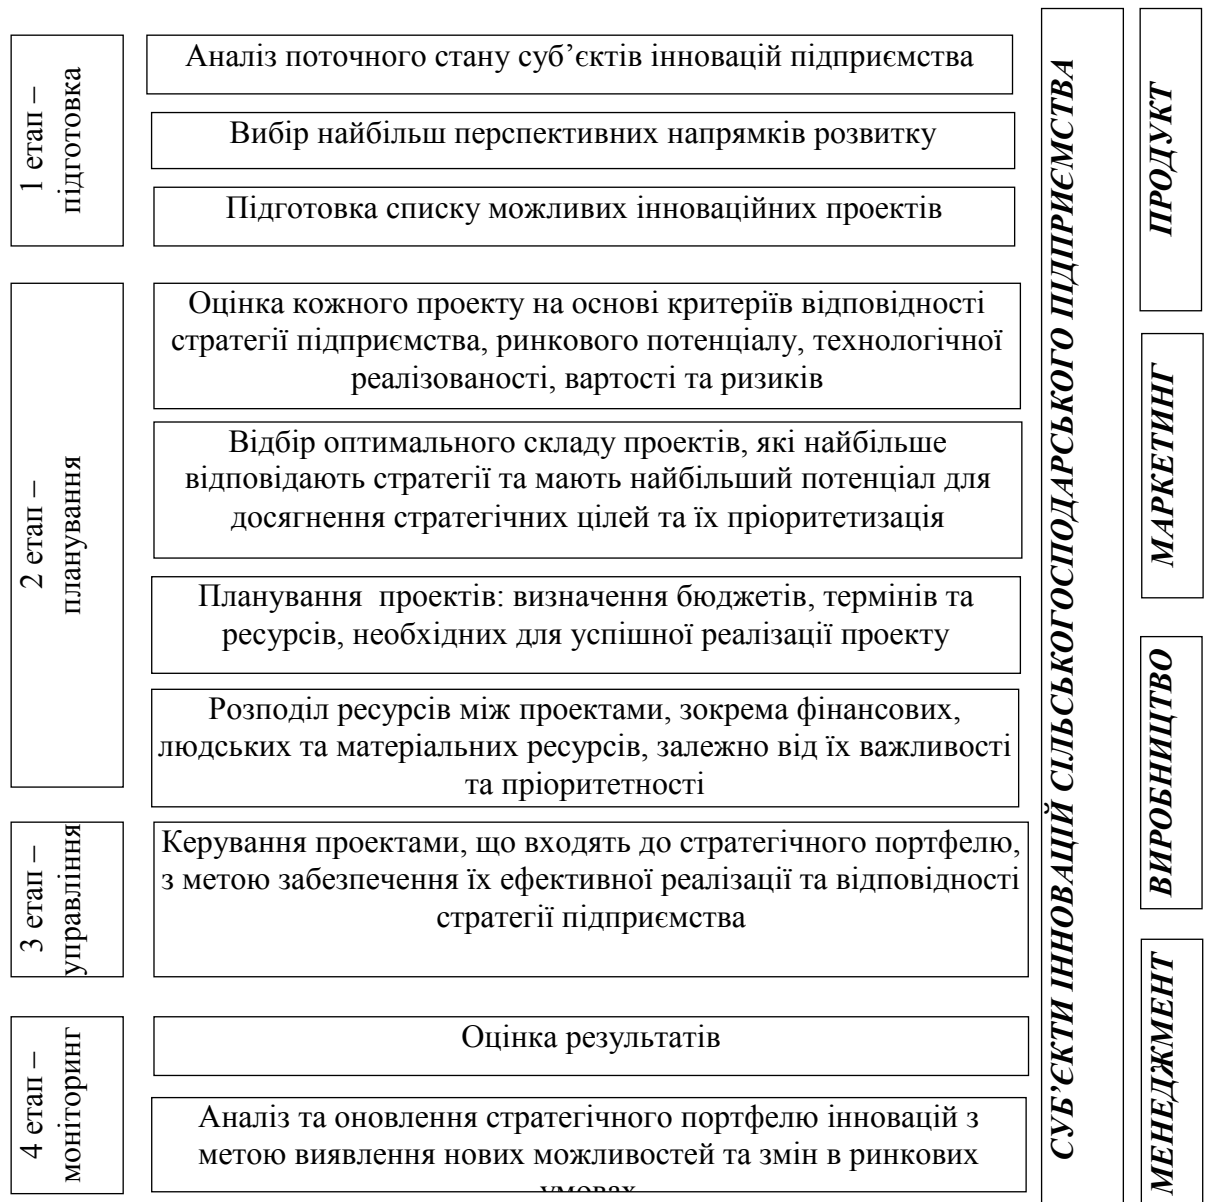 1 етап –
підготовка
Аналіз поточного стану суб’єктів інновацій підприємства
Вибір найбільш перспективних напрямків розвитку
Підготовка списку можливих інноваційних проектів
2 етап –
планування
Оцінка кожного проекту на основі критеріїв відповідності
стратегії підприємства, ринкового потенціалу, технологічної
реалізованості, вартості та ризиків
Відбір оптимального складу проектів, які найбільше
відповідають стратегії та мають найбільший потенціал для
досягнення стратегічних цілей та їх пріоритетизація
Планування  проектів: визначення бюджетів, термінів та
ресурсів, необхідних для успішної реалізації проекту
Розподіл ресурсів між проектами, зокрема фінансових,
людських та матеріальних ресурсів, залежно від їх важливості
та пріоритетності
3 етап –
управління
Керування проектами, що входять до стратегічного портфелю,
з метою забезпечення їх ефективної реалізації та відповідності
стратегії підприємства
4 етап –
моніторинг
Оцінка результатів
Аналіз та оновлення стратегічного портфелю інновацій з
метою виявлення нових можливостей та змін в ринкових
умовах
СУБ’ЄКТИ ІННОВАЦІЙ СІЛЬСЬКОГОСПОДАРСЬКОГО ПІДПРИЄМСТВА
ПРОДУКТ
МАРКЕТИНГ
ВИРОБНИЦТВО
МЕНЕДЖМЕНТ